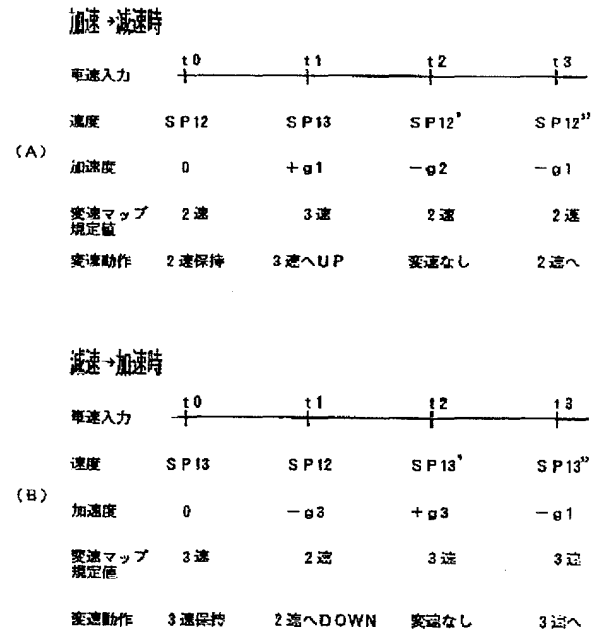 加速→減速時
t0 t1 t2 t3
車速入力
速度 SP12 SP13 SP12' SP12''
(A)
加速度 0 +g1 -g2 -g1
変速マップ 2速 3速 2速 2速
規定値
変速動作 2速保持 3速へUP 変速なし 2速へ
減速→加速時
t0 t1 t2 t3
車速入力
速度 SP13 SP12 SP13' SP13''
(B)
加速度 0 -g3 +g3 -g1
変速マップ 3速 2速 3速 3速
規定値
変速動作 3速保持 2速へDOWN 変速なし 3速へ